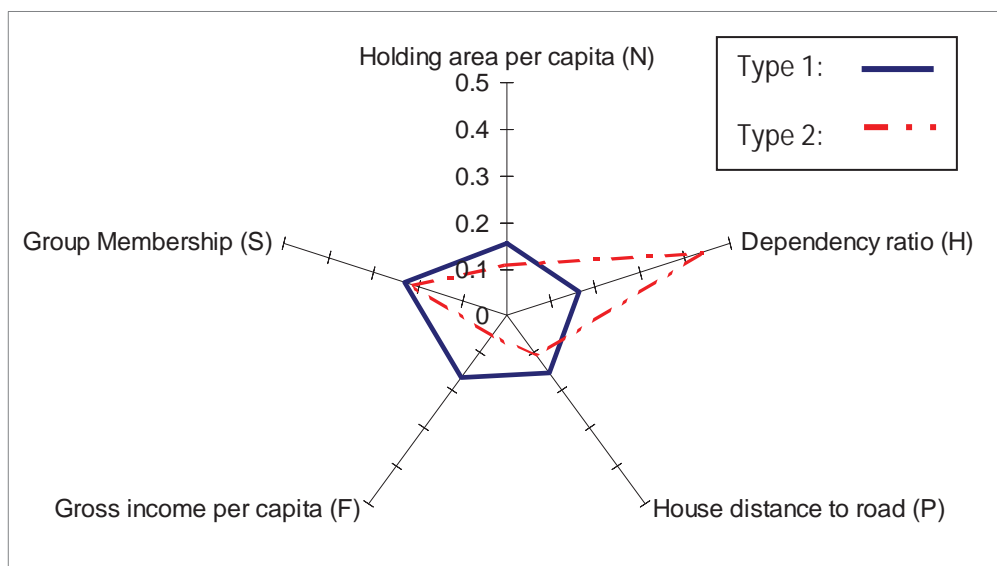 Holding area per capita (N)
Type 1:
Type 2:
0.5
0.4
0.3
0.2
0.1
0
Group Membership (S)
Dependency ratio (H)
Gross income per capita (F)
House distance to road (P)